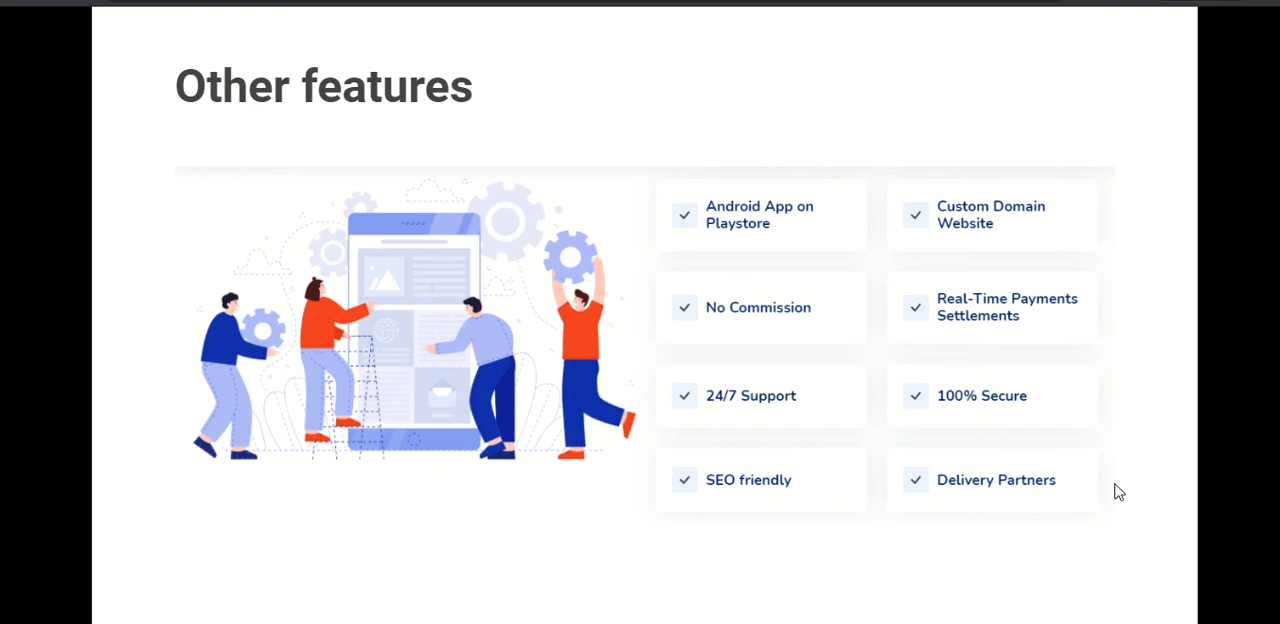 Other features
Android App on
Playstore
Custom Domain
Website
No Commission
Real-Time Payments
Settlements
24/7 Support
100% Secure
SEO friendly
Delivery Partners